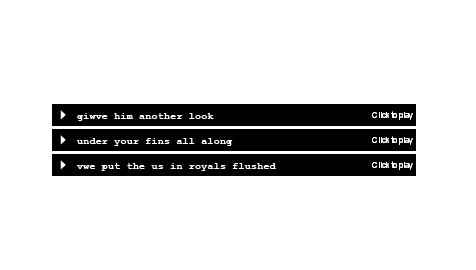 giwve him another look Click to play
under your fins all along Click to play
vwe put the us in royals flushed Click to play